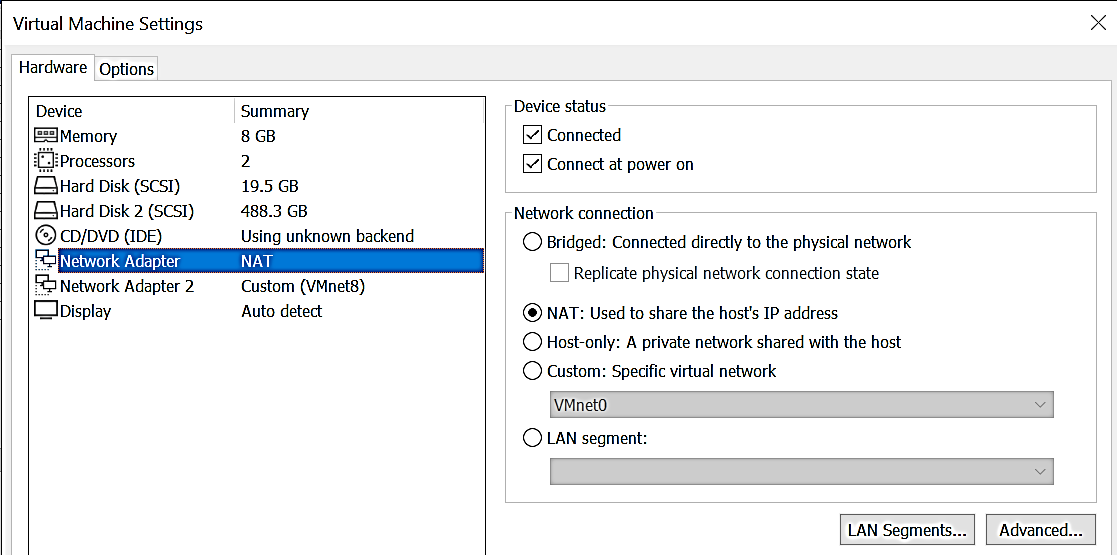 Virtual Machine Settings
Hardware Options
Device Summary
Memory 8 GB
Processors 2
Hard Disk (SCSI) 19.5 GB
Hard Disk 2 (SCSI) 488.3 GB
CD/DVD (IDE) Using unknown backend
Network Adapter NAT
Network Adapter 2 Custom (VMnet8)
Display Auto detect
Device status
Connected
Connect at power on
Network connection
Bridged: Connected directly to the physical network
Replicate physical network connection state
NAT: Used to share the host's IP address
Host-only: A private network shared with the host
Custom: Specific virtual network
VMnet0
LAN segment:
LAN Segments... Advanced...